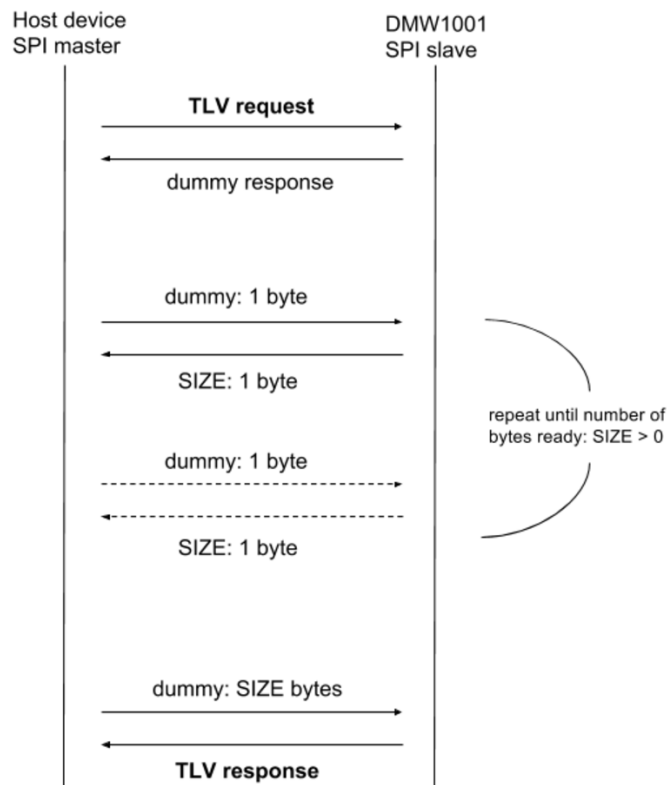 Host device
SPI master
DMW1001
SPI slave
TLV request
dummy response
dummy: 1 byte
SIZE: 1 byte
repeat until number of
bytes ready: SIZE > 0
dummy: 1 byte
SIZE: 1 byte
dummy: SIZE bytes
TLV response